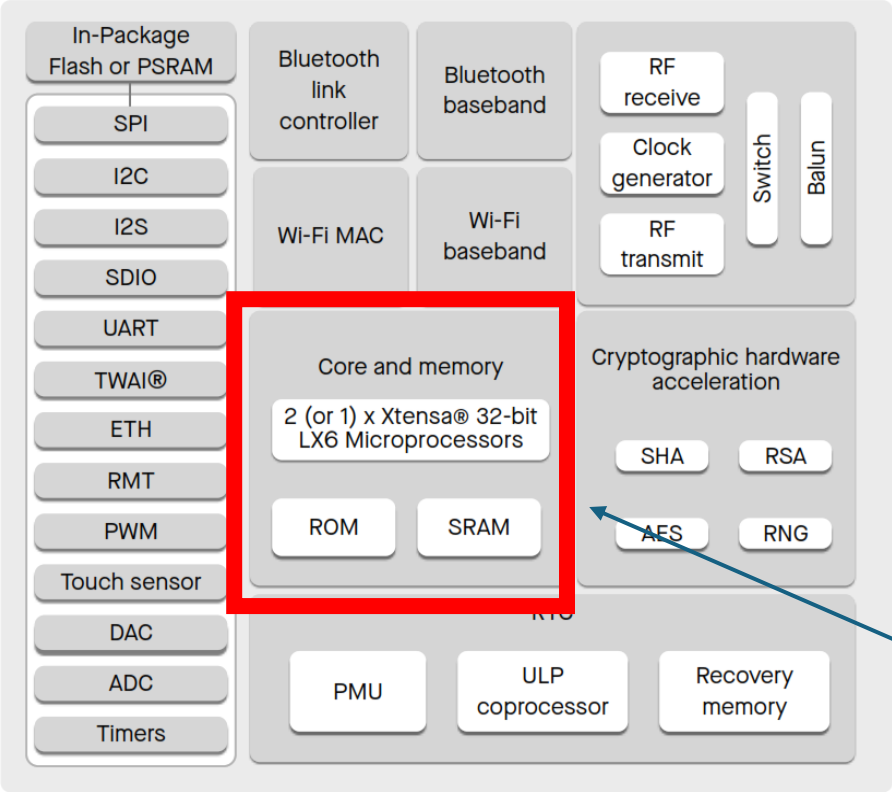 In-Package
Flash or PSRAM
SPI
I2C
I2S
SDIO
UART
TWAI®
ETH
RMT
PWM
Touch sensor
DAC
ADC
Timers
Bluetooth
link
controller
Bluetooth
baseband
Wi-Fi MAC
Wi-Fi
baseband
RF
receive
Clock
generator
RF
transmit
Switch
Balun
Core and memory
2 (or 1) x Xtensa® 32-bit
LX6 Microprocessors
ROM
SRAM
Cryptographic hardware
acceleration
SHA
RSA
AES
RNG
PMU
ULP
coprocessor
Recovery
memory